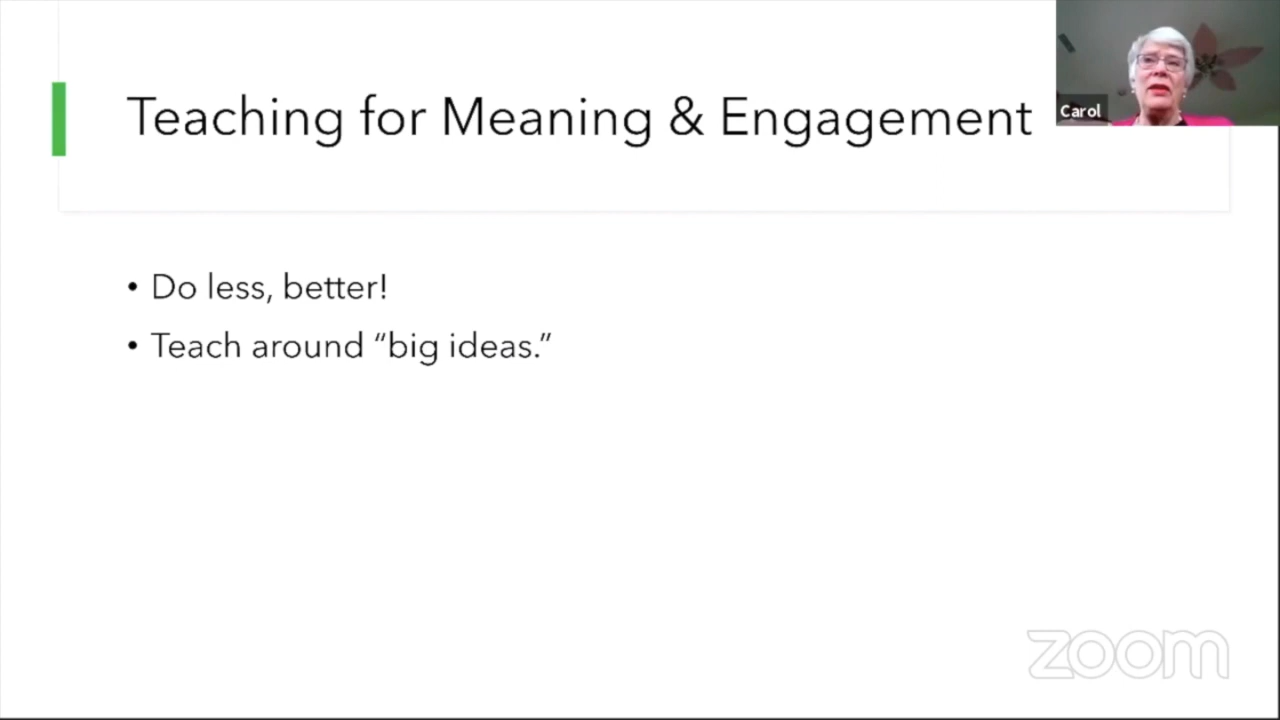 Teaching for Meaning & Engagement
Carol
• Do less, better!
• Teach around “big ideas.”
zoom